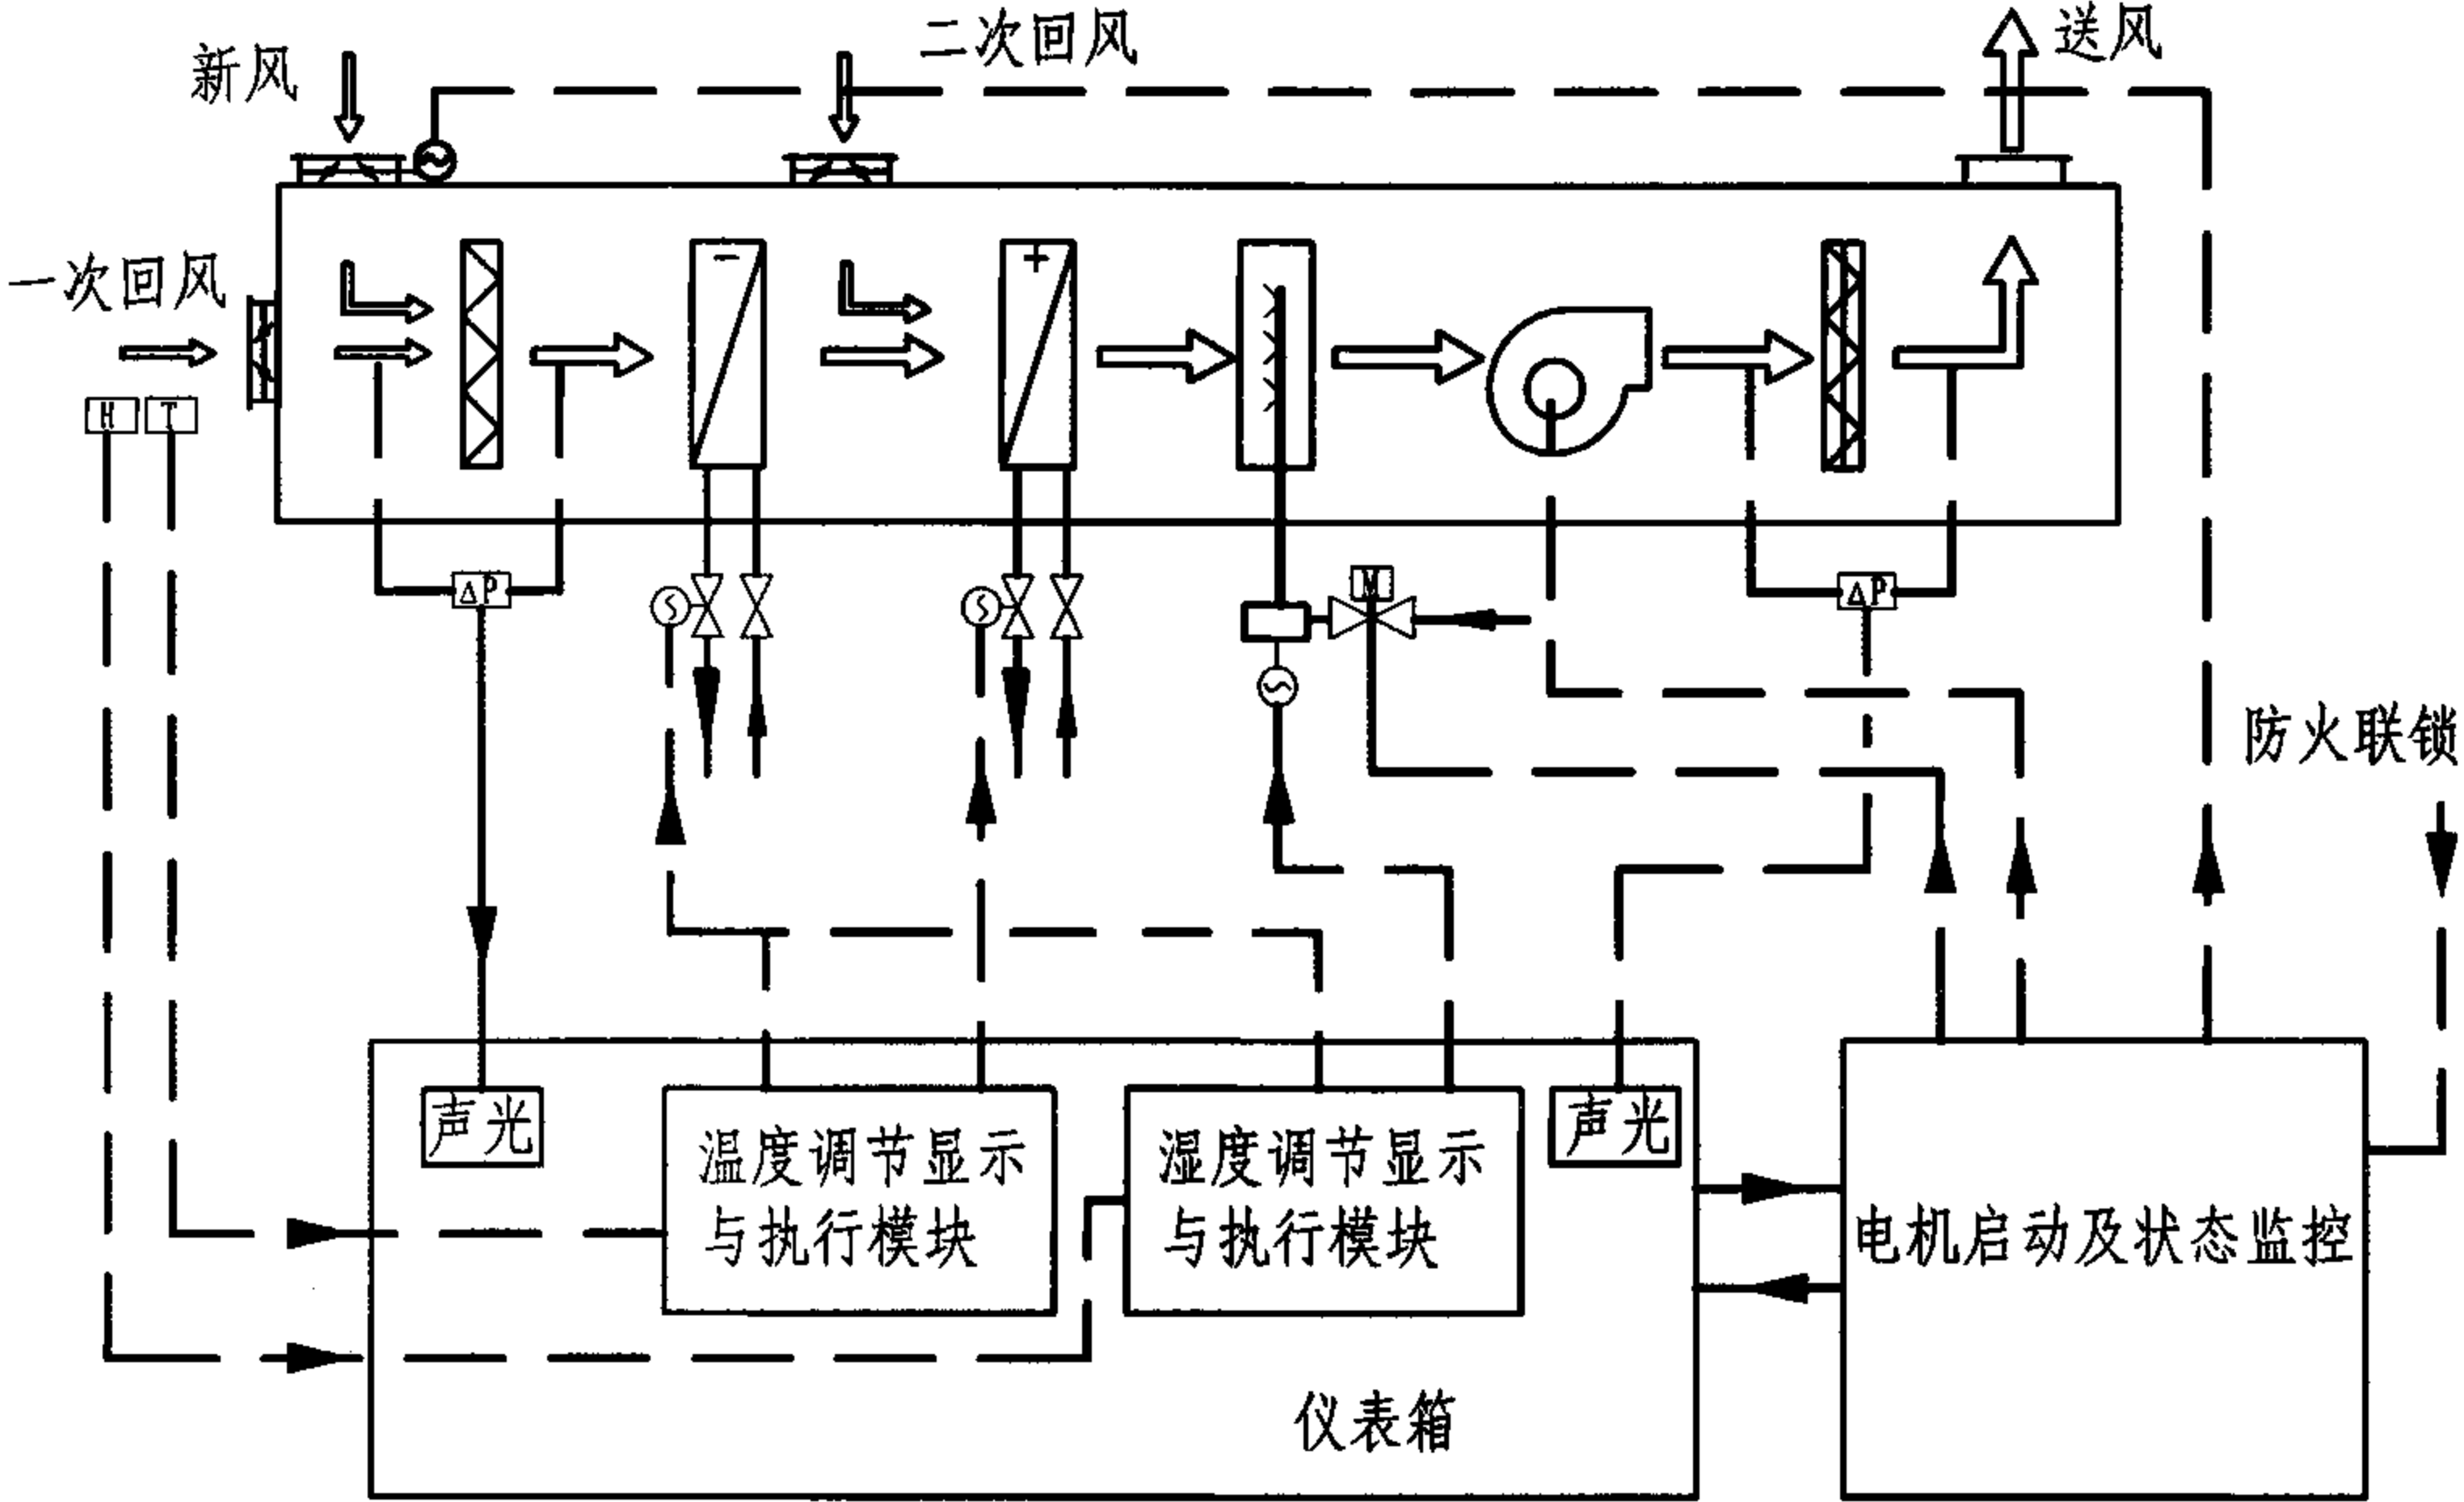 新风
二次回风
送风
一次回风
H
T
-
+
ΔP
M
ΔP
防火联锁
声光
温度调节显示
与执行模块
湿度调节显示
与执行模块
声光
电机启动及状态监控
仪表箱